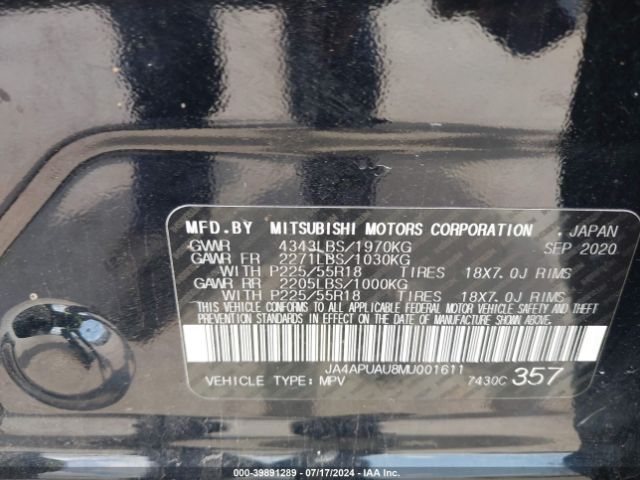 MFD.BY MITSUBISHI MOTORS CORPORATION .JAPAN
GVWR 4343LBS/1970KG SEP 2020
GAWR FR 2271LBS/1030KG
WITH P225/55R18 TIRES 18X7.0J RIMS
GAWR RR 2205LBS/1000KG
WITH P225/55R18 TIRES 18X7.0J RIMS
THIS VEHICLE CONFORMS TO ALL APPLICABLE FEDERAL MOTOR VEHICLE SAFETY AND THEFT
PREVENTION STANDARDS IN EFFECT ON THE DATE OF MANUFACTURE SHOWN ABOVE.
JA4APUAU8MU001611
VEHICLE TYPE: MPV 7430C 357
000-39891289 - 07/17/2024 - IAA Inc.